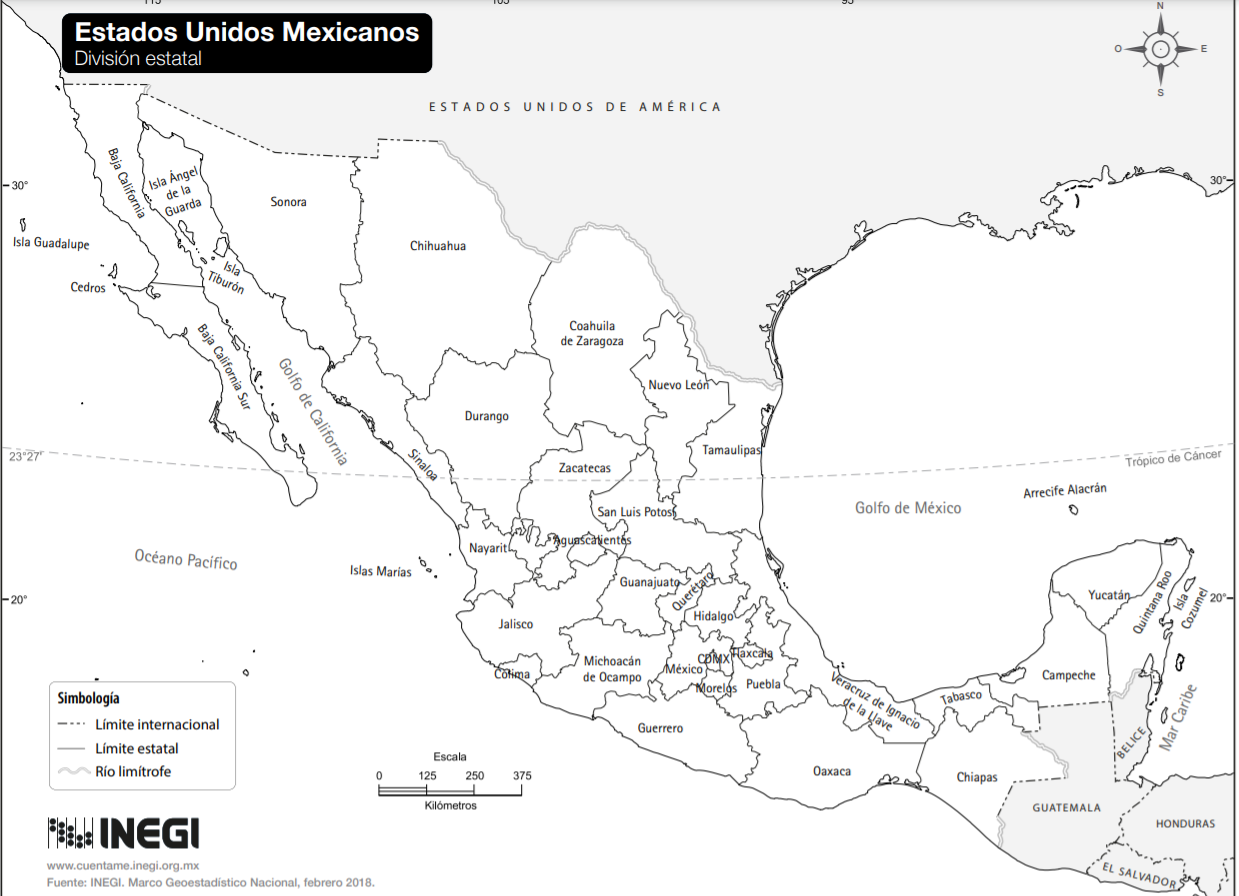 115
105
95
Estados Unidos Mexicanos
División estatal
N
O
E
S
ESTADOS UNIDOS DE AMÉRICA
30°
30°
Baja California
Isla Ángel
de la
Guarda
Sonora
Isla Guadalupe
Chihuahua
Isla
Tiburón
Cedros
Coahuila
de Zaragoza
Baja California Sur
Golfo de California
Nuevo León
Durango
23°27'
Sinaloa
Zacatecas
Tamaulipas
Trópico de Cáncer
Arrecife Alacrán
San Luis Potosí
Golfo de México
Océano Pacífico
Islas Marías
Nayarit
Aguascalientes
Guanajuato
Querétaro
Yucatán
Quintana Roo
Isla
Cozumel
20°
20°
Jalisco
Hidalgo
Michoacán
de Ocampo
México
CDMX
Tlaxcala
Colima
Morelos
Puebla
Veracruz de Ignacio
de la Llave
Tabasco
Campeche
Mar Caribe
Guerrero
Oaxaca
Chiapas
BELICE
GUATEMALA
HONDURAS
EL SALVADOR
Simbología
Límite internacional
Límite estatal
Río limítrofe
Escala
0 125 250 375
Kilómetros
INEGI
www.cuentame.inegi.org.mx
Fuente: INEGI. Marco Geoestadístico Nacional, febrero 2018.